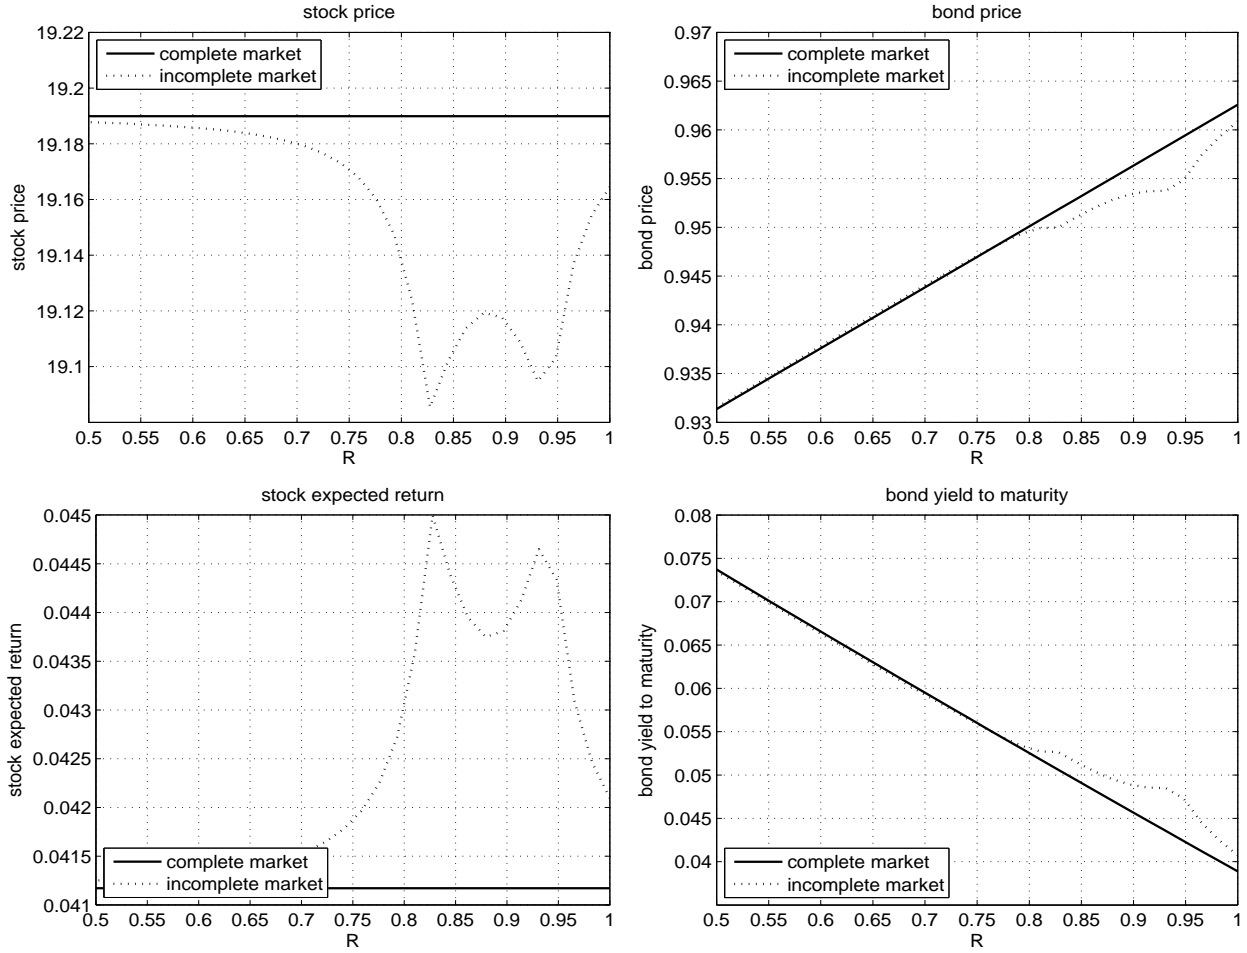 stock price
19.22
19.2
19.18
19.16
19.14
19.12
19.1
stock price
complete market
incomplete market
0.5 0.55 0.6 0.65 0.7 0.75 0.8 0.85 0.9 0.95 1
R
bond price
0.97
0.965
0.96
0.955
0.95
0.945
0.94
0.935
0.93
bond price
complete market
incomplete market
0.5 0.55 0.6 0.65 0.7 0.75 0.8 0.85 0.9 0.95 1
R
stock expected return
0.045
0.0445
0.044
0.0435
0.043
0.0425
0.042
0.0415
0.041
stock expected return
complete market
incomplete market
0.5 0.55 0.6 0.65 0.7 0.75 0.8 0.85 0.9 0.95 1
R
bond yield to maturity
0.08
0.075
0.07
0.065
0.06
0.055
0.05
0.045
0.04
bond yield to maturity
complete market
incomplete market
0.5 0.55 0.6 0.65 0.7 0.75 0.8 0.85 0.9 0.95 1
R